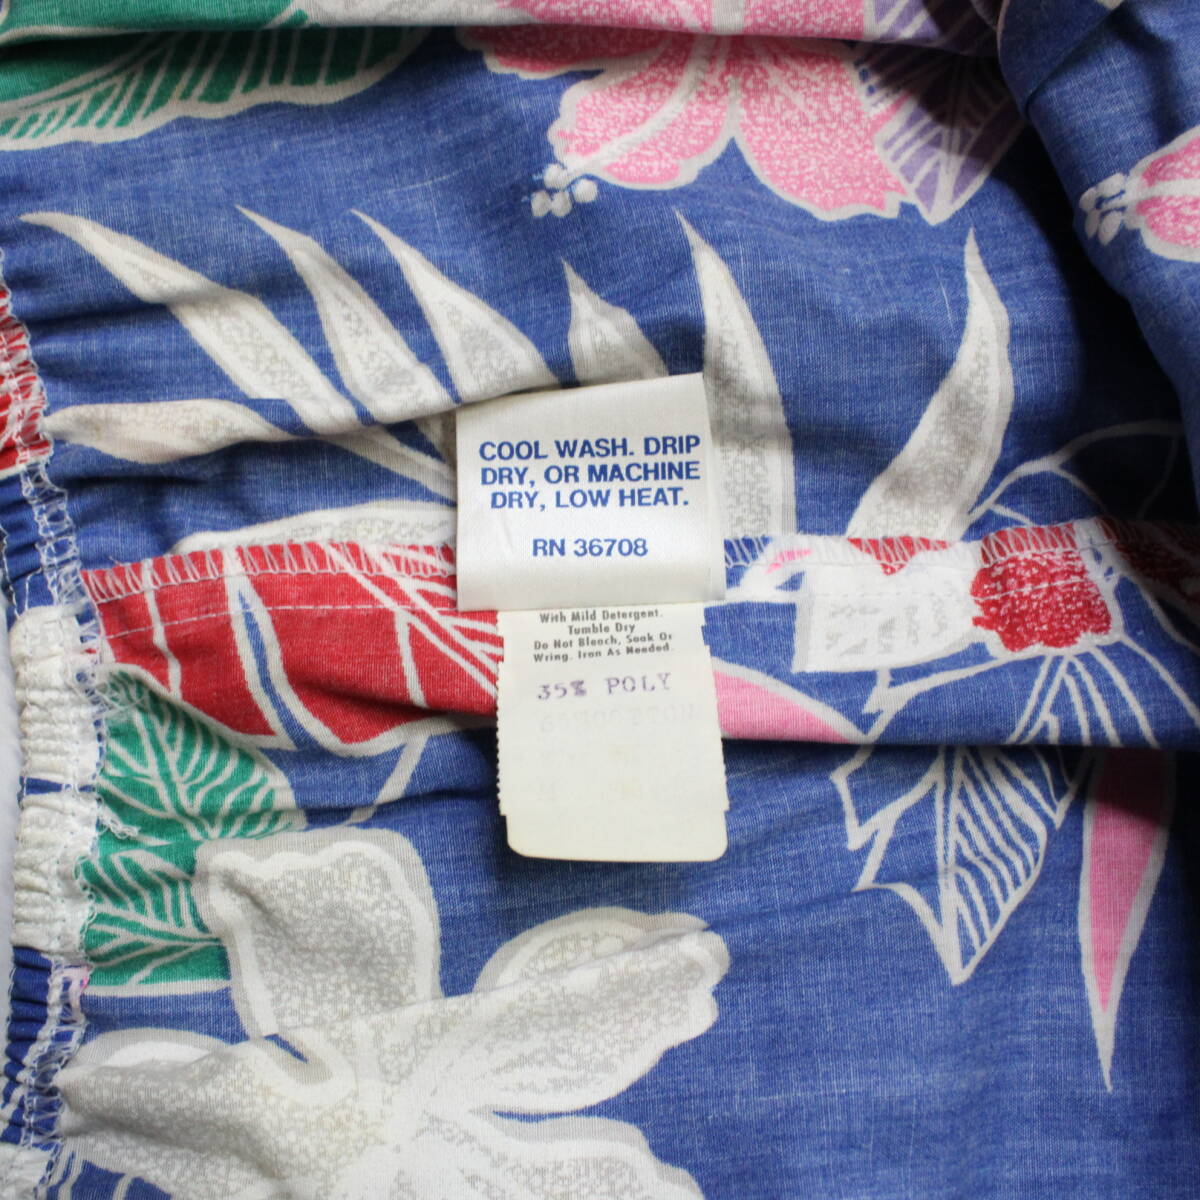 COOL WASH. DRIP
DRY, OR MACHINE
DRY, LOW HEAT.
RN 36708
With Mild Detergent.
Tumble Dry
Do Not Bleach, Soak Or
Wring. Iron As Needed.
35% POLY